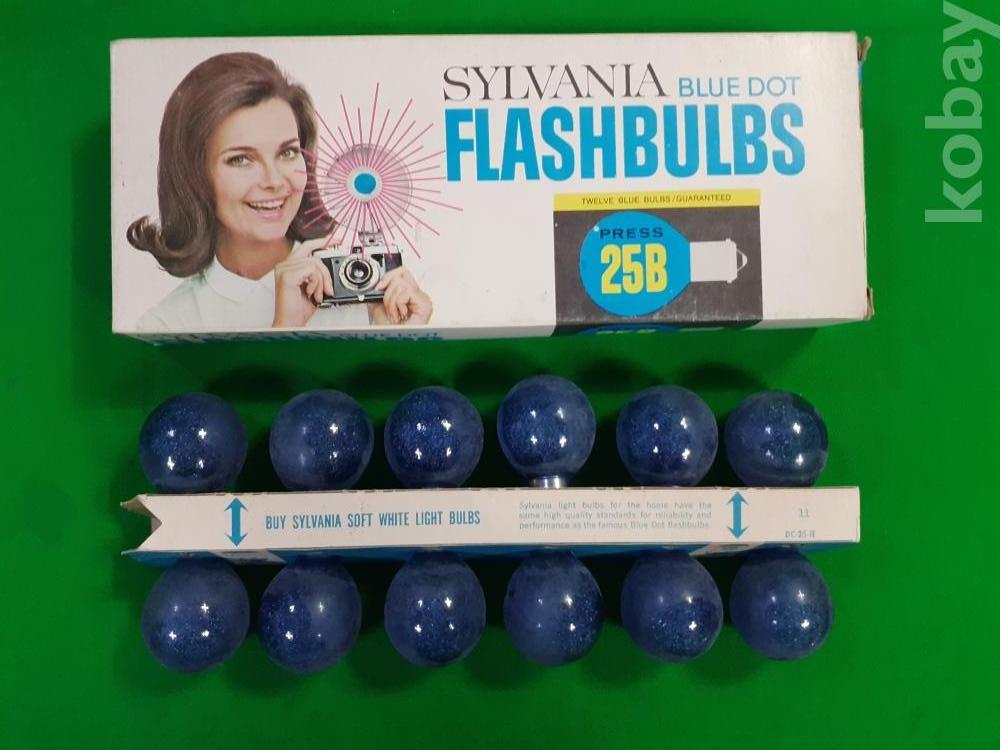 kobay
SYLVANIA BLUE DOT
FLASHBULBS
TWELVE BLUE BULBS/GUARANTEED
PRESS
25B
BUY SYLVANIA SOFT WHITE LIGHT BULBS
Sylvania light bulbs for the home have the
same high quality standards for reliability and
performance as the famous Blue Dot flashbulbs.
11